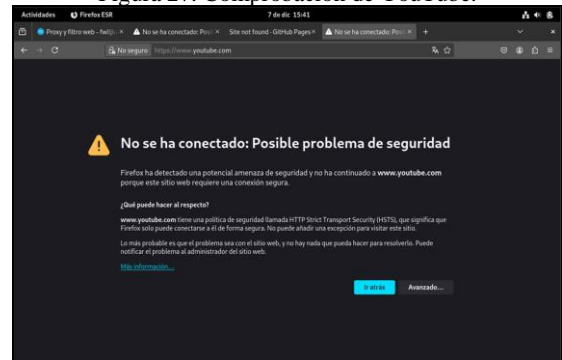 Figura 27. Comprobación de YouTube.
Actividades Firefox ESR 7 de dic 15:41
Proxy y filtro web - No se ha conectado: Posi Site not found · GitHub Pages No se ha conectado: Posi
No seguro https://www.youtube.com
No se ha conectado: Posible problema de seguridad
Firefox ha detectado una potencial amenaza de seguridad y no ha continuado a www.youtube.com
porque este sitio web requiere una conexión segura.
¿Qué puede hacer al respecto?
www.youtube.com tiene una política de seguridad llamada HTTP Strict Transport Security (HSTS), que significa que
Firefox solo puede conectarse a él de forma segura. No puede añadir una excepción para visitar este sitio.
Lo más probable es que el problema sea con el sitio web, y no hay nada que pueda hacer para resolverlo. Puede
notificar el problema al administrador del sitio web.
Más información...
Ir atrás Avanzado...